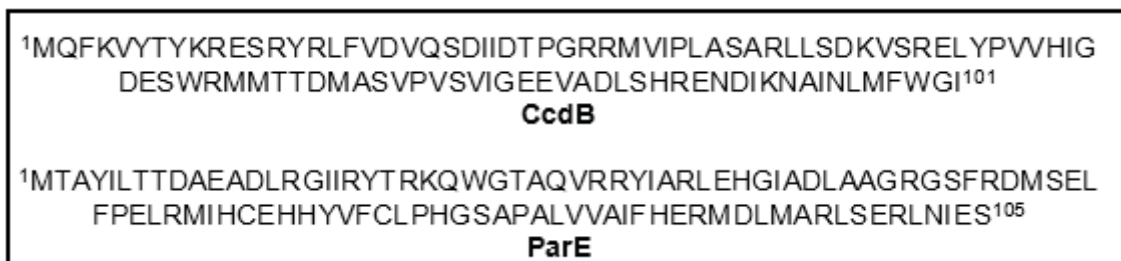 ¹MQFKVYTYKRESRYRLFVDVQSDIIDTPGRRMVIPLASARLLSDKVSRELYPVVHIG
DESWRMMTTDMASVPVSVIGEEVADLSHRENDIKNAINLMFWGI¹⁰¹
CcdB
¹MTAYILTTDAEADLRGIIRYTRKQWGTAQVRRYIARLEHGIADLAAGRGSFRDMSEL
FPELRMIHCEHHYVFCLPHGSAPALVVAIFHERMDLMARLSERLNIES¹⁰⁵
ParE